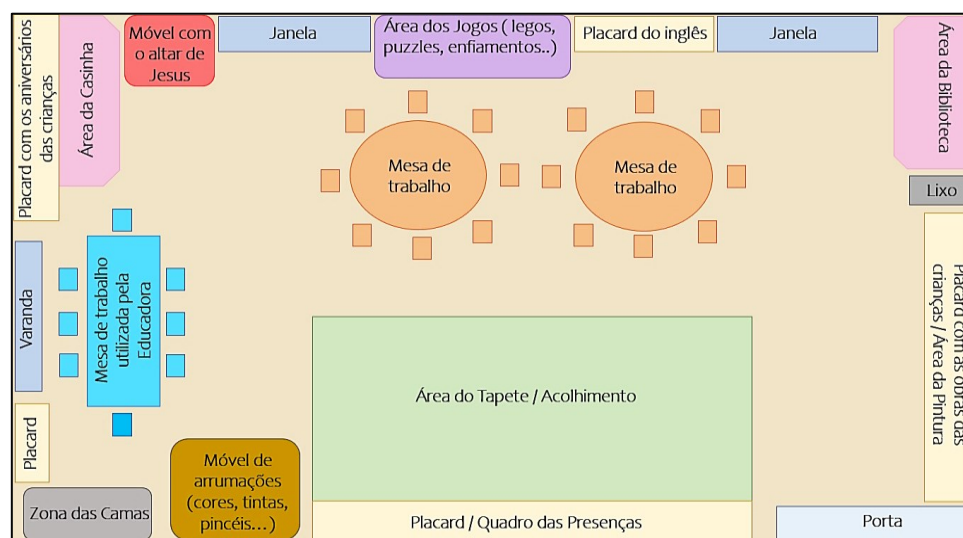 Placard com os aniversários
das crianças
Área da Casinha
Móvel com
o altar de
Jesus
Janela
Área dos Jogos ( legos,
puzzles, enfiamentos..)
Placard do inglês
Janela
Área da Biblioteca
Mesa de
trabalho
Mesa de
trabalho
Lixo
Varanda
Mesa de trabalho
utilizada pela
Educadora
Placard com as obras das
crianças / Área da Pintura
Área do Tapete / Acolhimento
Placard
Móvel de
arrumações
(cores, tintas,
pincéis...)
Zona das Camas
Placard / Quadro das Presenças
Porta